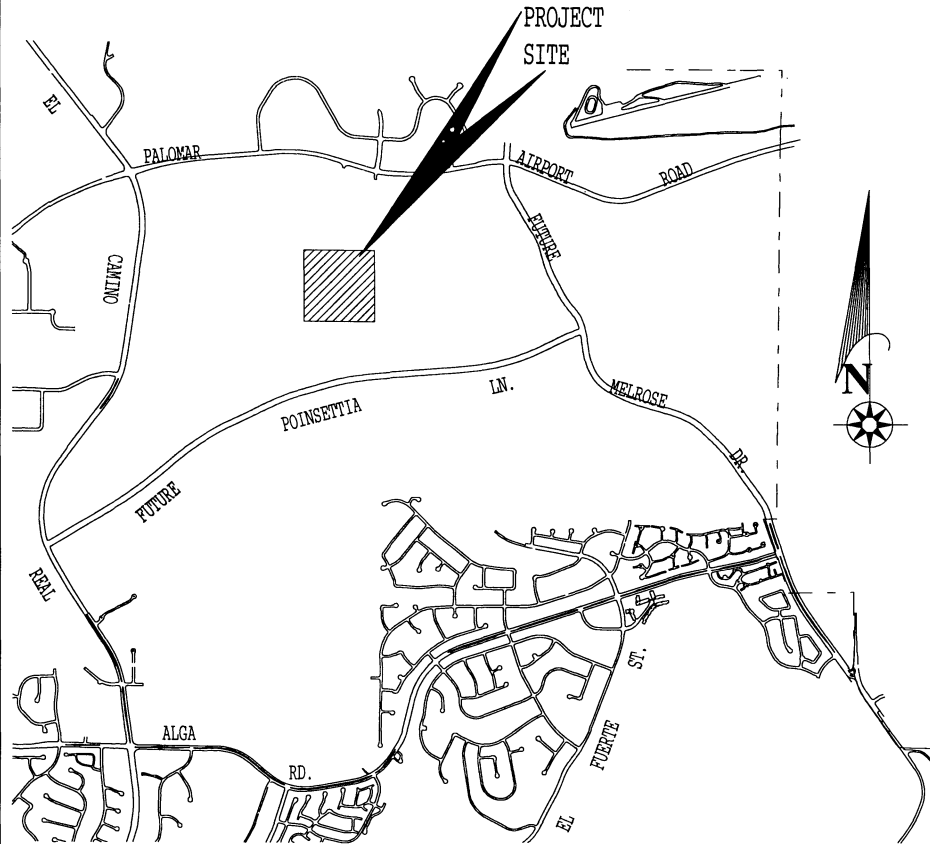 PROJECT
SITE
EL
PALOMAR
AIRPORT
ROAD
FUTURE
CAMINO
N
MELROSE
LN.
POINSETTIA
DR.
FUTURE
REAL
ST.
ALGA
FUERTE
RD.
EL